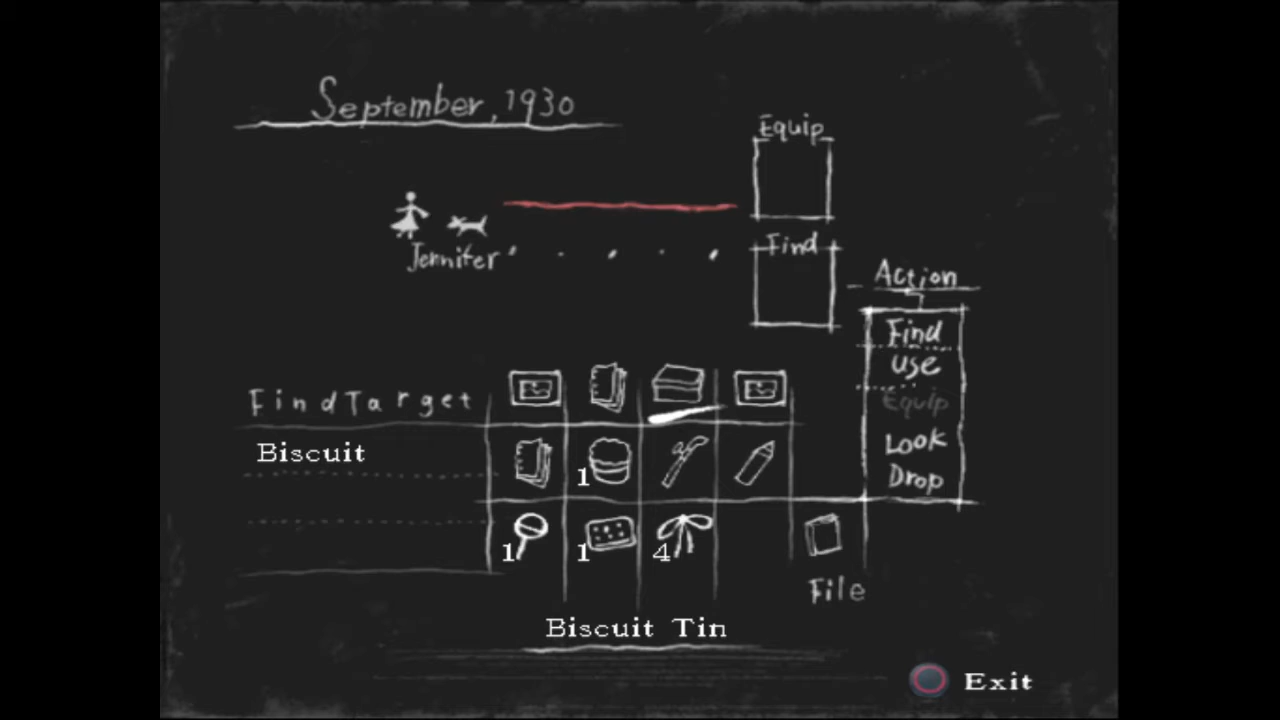 September, 1930
Equip
Jennifer
Find
Action
Find
Use
Equip
Look
Drop
FindTarget
Biscuit
1
1
1
4
File
Biscuit Tin
Exit